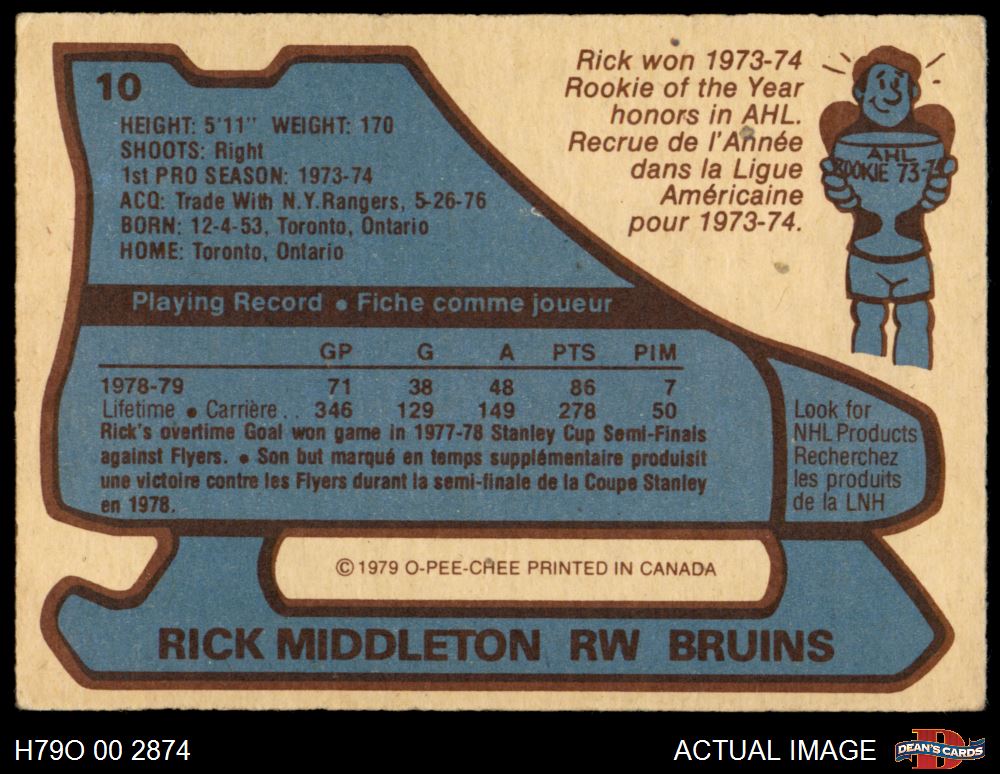 10
HEIGHT: 5'11" WEIGHT: 170
SHOOTS: Right
1st PRO SEASON: 1973-74
ACQ: Trade With N.Y.Rangers, 5-26-76
BORN: 12-4-53, Toronto, Ontario
HOME: Toronto, Ontario
Rick won 1973-74
Rookie of the Year
honors in AHL.
Recrue de l'Année
dans la Ligue
Américaine
pour 1973-74.
AHL
ROOKIE 73-74
Playing Record • Fiche comme joueur
GP G A PTS PIM
1978-79 71 38 48 86 7
Lifetime • Carrière . . 346 129 149 278 50
Rick's overtime Goal won game in 1977-78 Stanley Cup Semi-Finals
against Flyers. • Son but marqué en temps supplémentaire produisit
une victoire contre les Flyers durant la semi-finale de la Coupe Stanley
en 1978.
Look for
NHL Products
Recherchez
les produits
de la LNH
© 1979 O-PEE-CHEE PRINTED IN CANADA
RICK MIDDLETON RW BRUINS
H79O 00 2874
ACTUAL IMAGE
DEAN'S CARDS